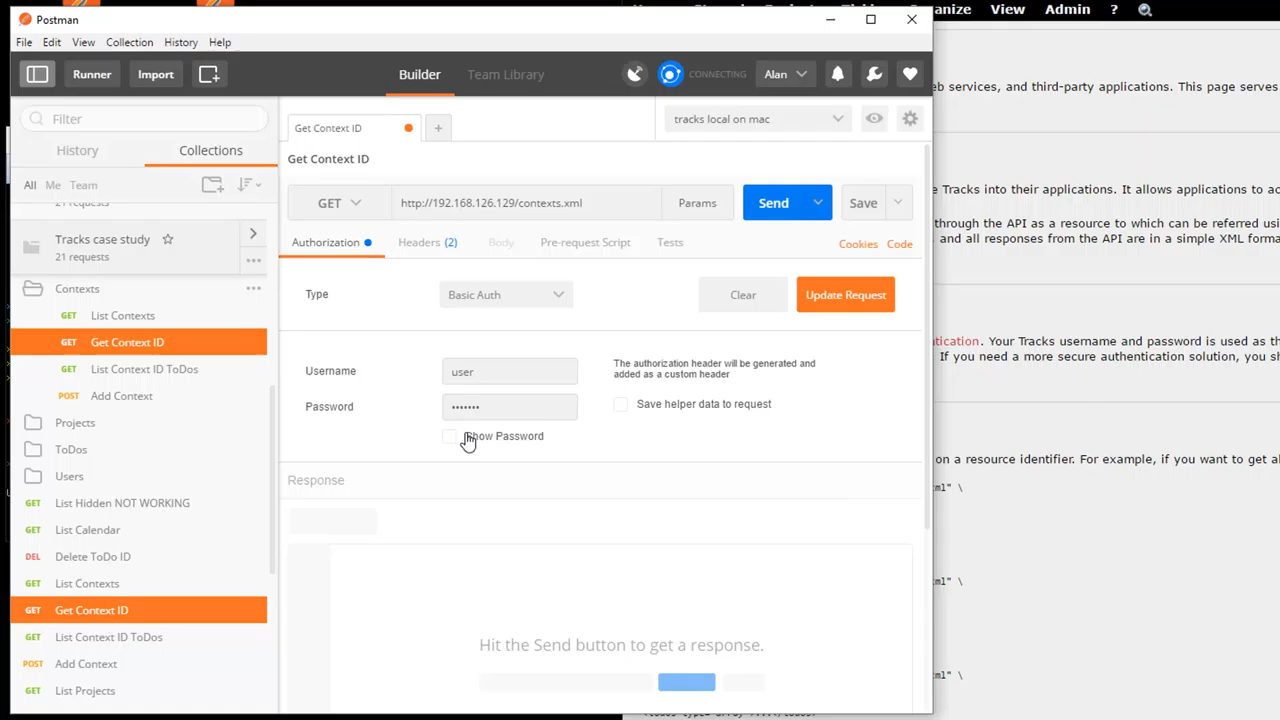 Postman
File Edit View Collection History Help
Runner Import Builder Team Library CONNECTING Alan
Filter
History Collections
All Me Team
21 requests
Tracks case study
21 requests
Contexts
GET List Contexts
GET Get Context ID
GET List Context ID ToDos
POST Add Context
Projects
ToDos
Users
GET List Hidden NOT WORKING
GET List Calendar
DEL Delete ToDo ID
GET List Contexts
GET Get Context ID
GET List Context ID ToDos
POST Add Context
GET List Projects
Get Context ID
+
tracks local on mac
Get Context ID
GET http://192.168.126.129/contexts.xml Params Send Save
Authorization Headers (2) Body Pre-request Script Tests Cookies Code
Type Basic Auth Clear Update Request
Username user
The authorization header will be generated and
added as a custom header
Password •••••••
Save helper data to request
Show Password
Response
Hit the Send button to get a response.
View Admin ?
web services, and third-party applications. This page serves
Tracks into their applications. It allows applications to ac
through the API as a resource to which can be referred usi
and all responses from the API are in a simple XML forma
. Your Tracks username and password is used as th
If you need a more secure authentication solution, you s
on a resource identifier. For example, if you want to get al
ml" \
ml" \
ml" \